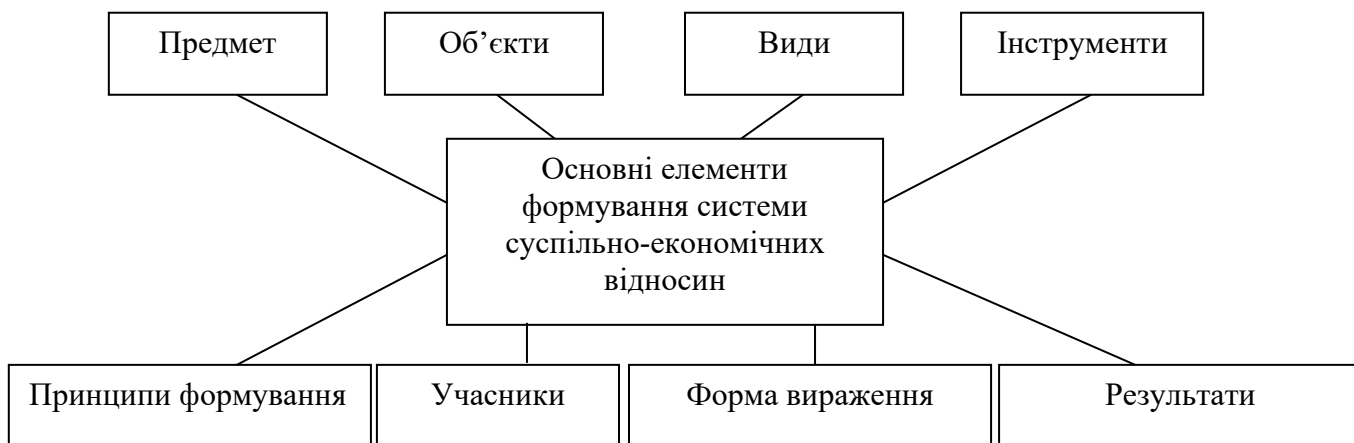 Предмет
Об’єкти
Види
Інструменти
Основні елементи
формування системи
суспільно-економічних
відносин
Принципи формування
Учасники
Форма вираження
Результати